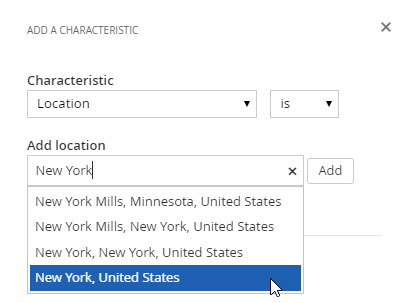 ADD A CHARACTERISTIC
Characteristic
Location is
Add location
New York Add
New York Mills, Minnesota, United States
New York Mills, New York, United States
New York, New York, United States
New York, United States